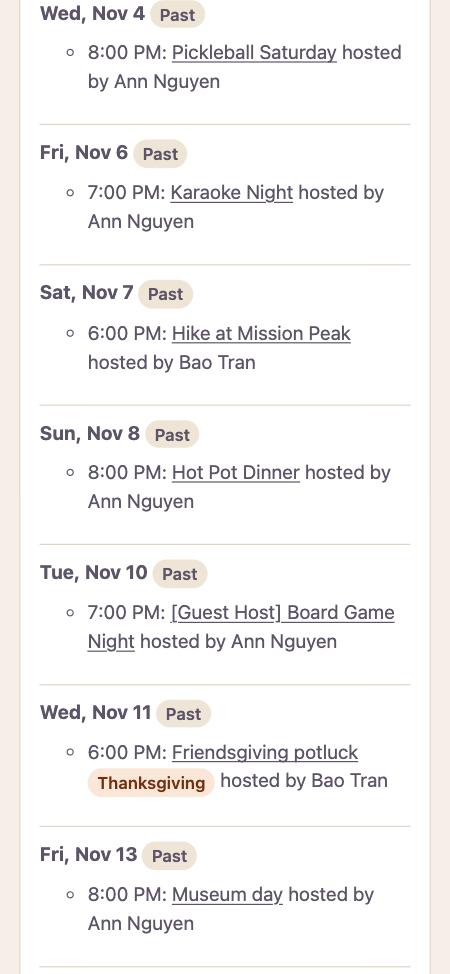 Wed, Nov 4 Past
8:00 PM: Pickleball Saturday hosted
by Ann Nguyen
Fri, Nov 6 Past
7:00 PM: Karaoke Night hosted by
Ann Nguyen
Sat, Nov 7 Past
6:00 PM: Hike at Mission Peak
hosted by Bao Tran
Sun, Nov 8 Past
8:00 PM: Hot Pot Dinner hosted by
Ann Nguyen
Tue, Nov 10 Past
7:00 PM: [Guest Host] Board Game
Night hosted by Ann Nguyen
Wed, Nov 11 Past
6:00 PM: Friendsgiving potluck
Thanksgiving hosted by Bao Tran
Fri, Nov 13 Past
8:00 PM: Museum day hosted by
Ann Nguyen